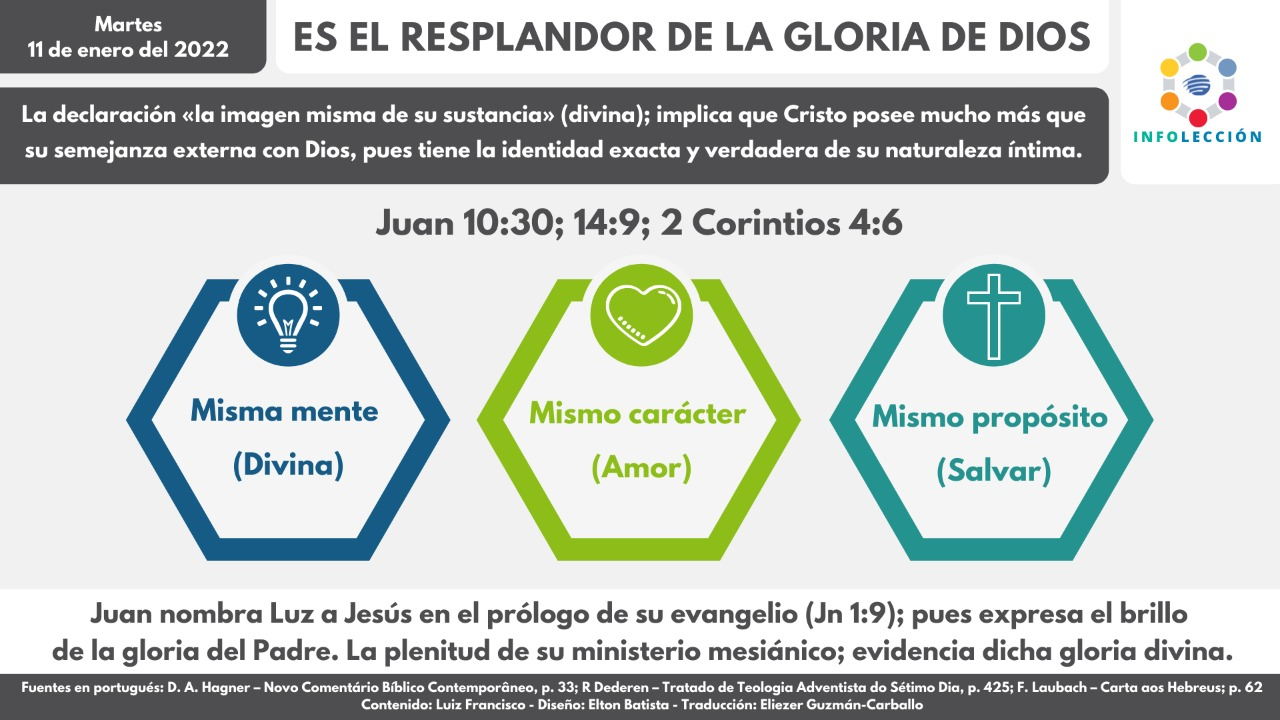 Martes
11 de enero del 2022
ES EL RESPLANDOR DE LA GLORIA DE DIOS
La declaración «la imagen misma de su sustancia» (divina); implica que Cristo posee mucho más que
su semejanza externa con Dios, pues tiene la identidad exacta y verdadera de su naturaleza íntima.
INFOLECCIÓN
Juan 10:30; 14:9; 2 Corintios 4:6
Misma mente
(Divina)
Mismo carácter
(Amor)
Mismo propósito
(Salvar)
Juan nombra Luz a Jesús en el prólogo de su evangelio (Jn 1:9); pues expresa el brillo
de la gloria del Padre. La plenitud de su ministerio mesiánico; evidencia dicha gloria divina.
Fuentes en portugués: D. A. Hagner – Novo Comentário Bíblico Contemporâneo, p. 33; R Dederen – Tratado de Teologia Adventista do Sétimo Dia, p. 425; F. Laubach – Carta aos Hebreus; p. 62
Contenido: Luiz Francisco - Diseño: Elton Batista - Traducción: Eliezer Guzmán-Carballo